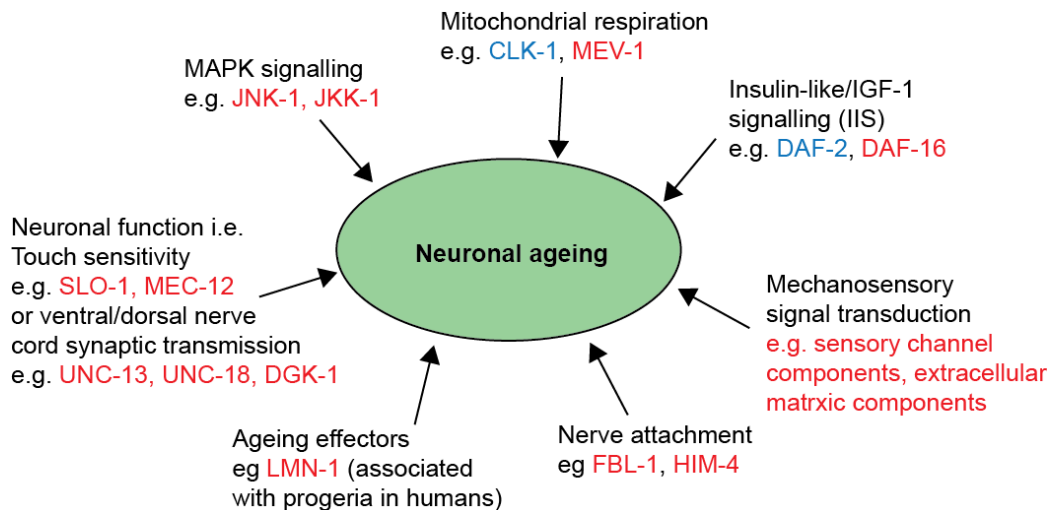 Mitochondrial respiration
e.g. CLK-1, MEV-1
MAPK signalling
e.g. JNK-1, JKK-1
Insulin-like/IGF-1
signalling (IIS)
e.g. DAF-2, DAF-16
Neuronal function i.e.
Touch sensitivity
e.g. SLO-1, MEC-12
or ventral/dorsal nerve
cord synaptic transmission
e.g. UNC-13, UNC-18, DGK-1
Neuronal ageing
Mechanosensory
signal transduction
e.g. sensory channel
components, extracellular
matrxic components
Ageing effectors
eg LMN-1 (associated
with progeria in humans)
Nerve attachment
eg FBL-1, HIM-4